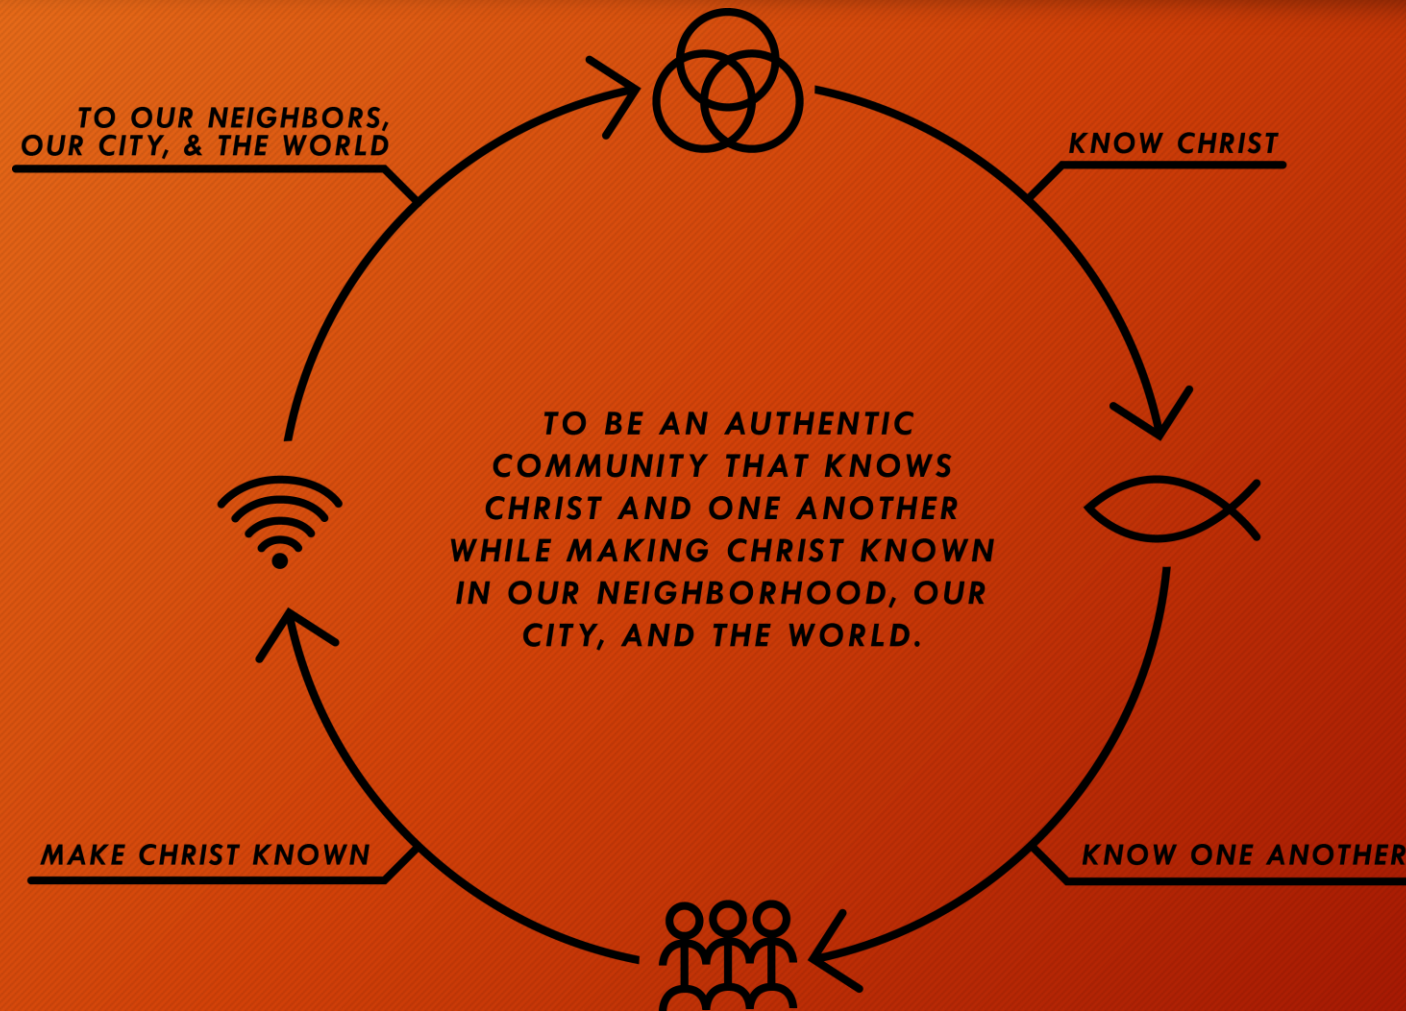 TO OUR NEIGHBORS,
OUR CITY, & THE WORLD
KNOW CHRIST
TO BE AN AUTHENTIC
COMMUNITY THAT KNOWS
CHRIST AND ONE ANOTHER
WHILE MAKING CHRIST KNOWN
IN OUR NEIGHBORHOOD, OUR
CITY, AND THE WORLD.
MAKE CHRIST KNOWN
KNOW ONE ANOTHER